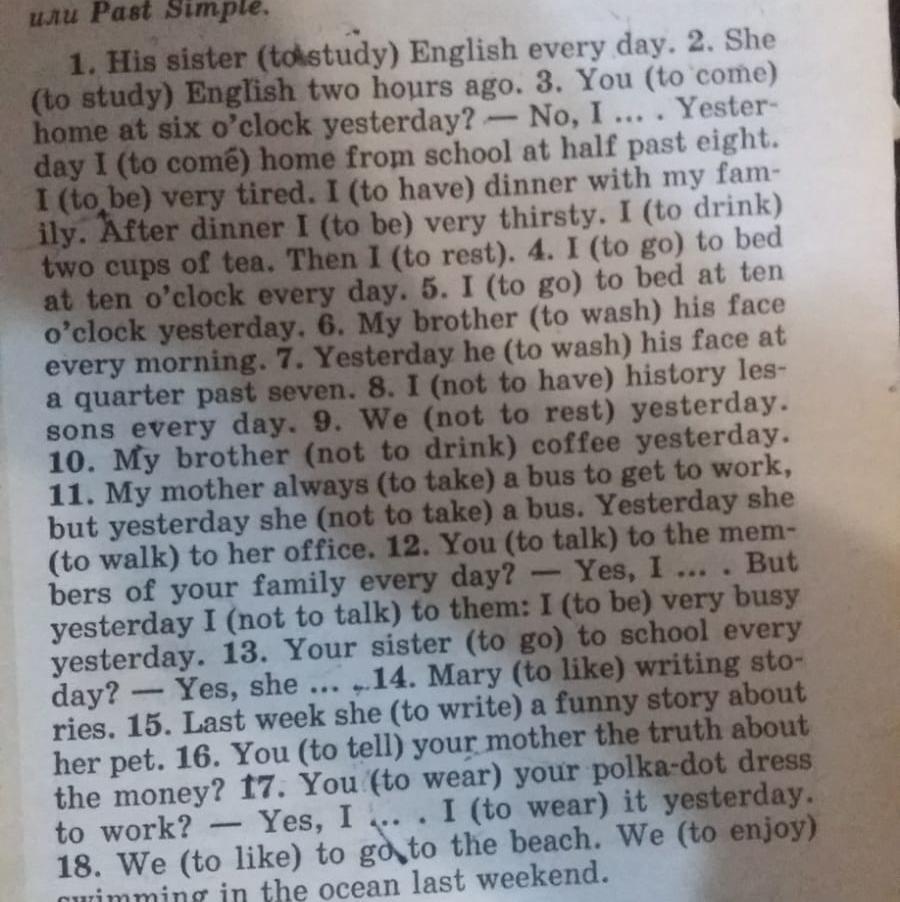 или Past Simple.
1. His sister (to study) English every day. 2. She
(to study) English two hours ago. 3. You (to come)
home at six o'clock yesterday? — No, I ... . Yester-
day I (to come) home from school at half past eight.
I (to be) very tired. I (to have) dinner with my fam-
ily. After dinner I (to be) very thirsty. I (to drink)
two cups of tea. Then I (to rest). 4. I (to go) to bed
at ten o'clock every day. 5. I (to go) to bed at ten
o'clock yesterday. 6. My brother (to wash) his face
every morning. 7. Yesterday he (to wash) his face at
a quarter past seven. 8. I (not to have) history les-
sons every day. 9. We (not to rest) yesterday.
10. My brother (not to drink) coffee yesterday.
11. My mother always (to take) a bus to get to work,
but yesterday she (not to take) a bus. Yesterday she
(to walk) to her office. 12. You (to talk) to the mem-
bers of your family every day? — Yes, I ... . But
yesterday I (not to talk) to them: I (to be) very busy
yesterday. 13. Your sister (to go) to school every
day? — Yes, she ... . 14. Mary (to like) writing sto-
ries. 15. Last week she (to write) a funny story about
her pet. 16. You (to tell) your mother the truth about
the money? 17. You (to wear) your polka-dot dress
to work? — Yes, I ... . I (to wear) it yesterday.
18. We (to like) to go to the beach. We (to enjoy)
swimming in the ocean last weekend.